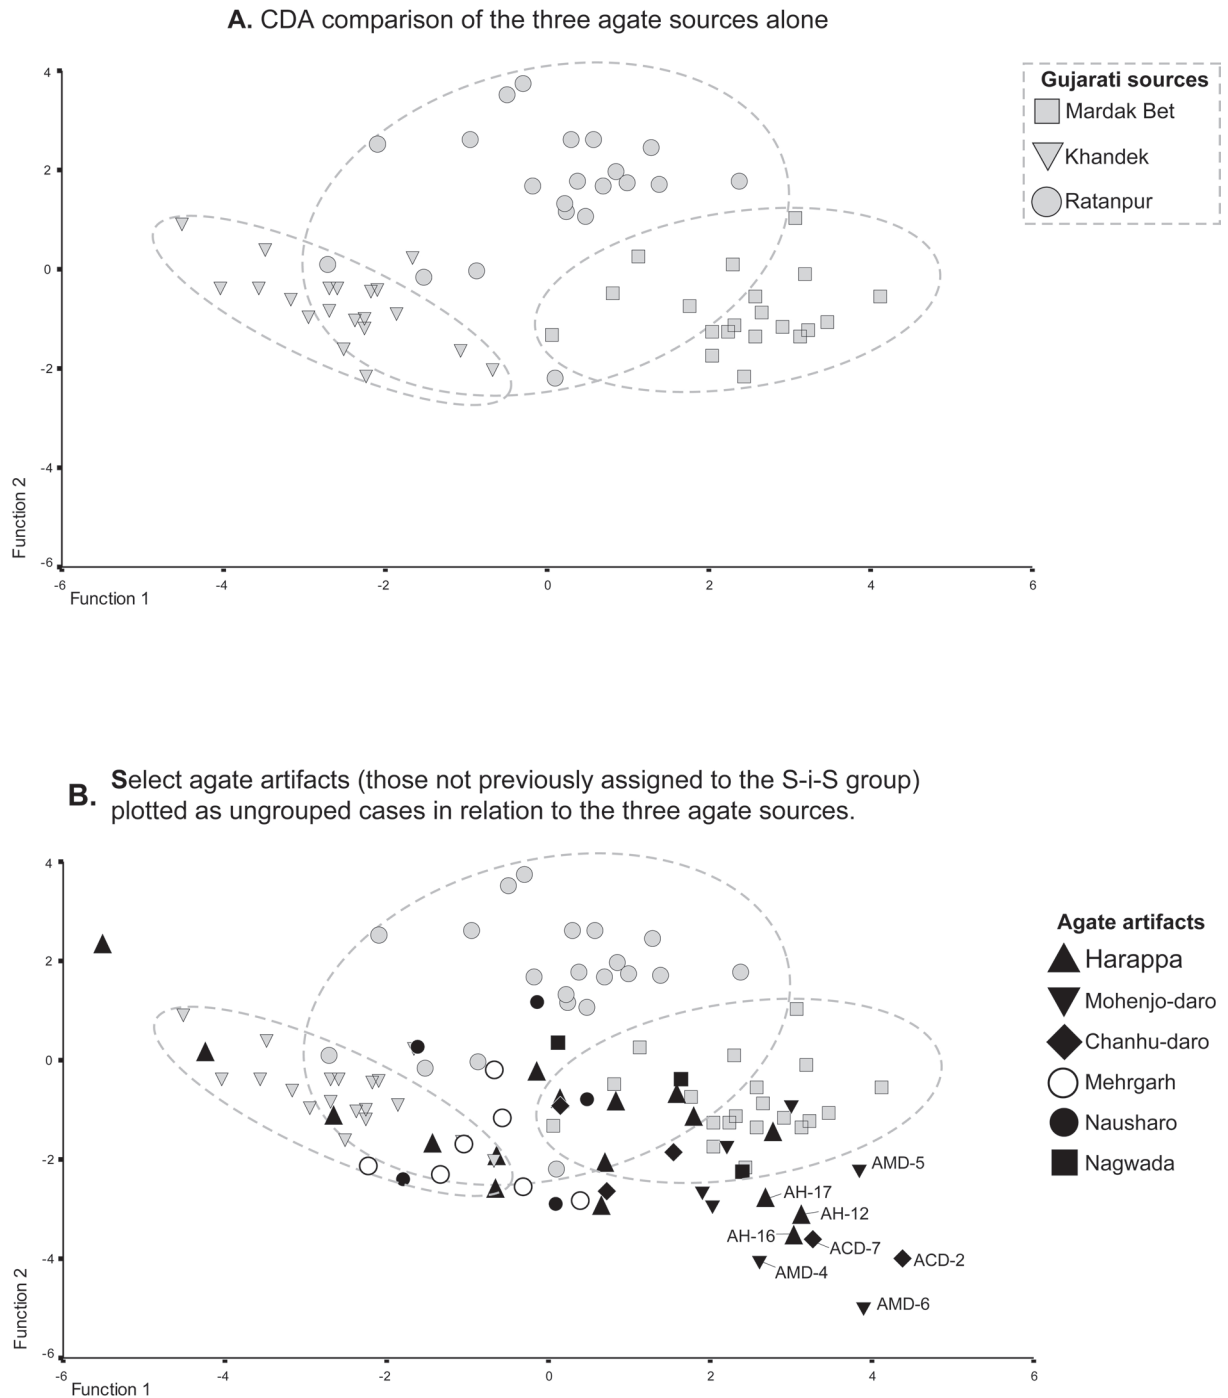 A. CDA comparison of the three agate sources alone
Gujarati sources
Mardak Bet
Khandek
Ratanpur
4
2
0
-2
-4
-6
Function 2
-6
-4
-2
0
2
4
6
Function 1
B. Select agate artifacts (those not previously assigned to the S-i-S group)
plotted as ungrouped cases in relation to the three agate sources.
Agate artifacts
Harappa
Mohenjo-daro
Chanhu-daro
Mehrgarh
Nausharo
Nagwada
4
2
0
-2
-4
-6
Function 2
AMD-5
AH-17
AH-12
AH-16
ACD-7
ACD-2
AMD-4
AMD-6
-6
-4
-2
0
2
4
6
Function 1